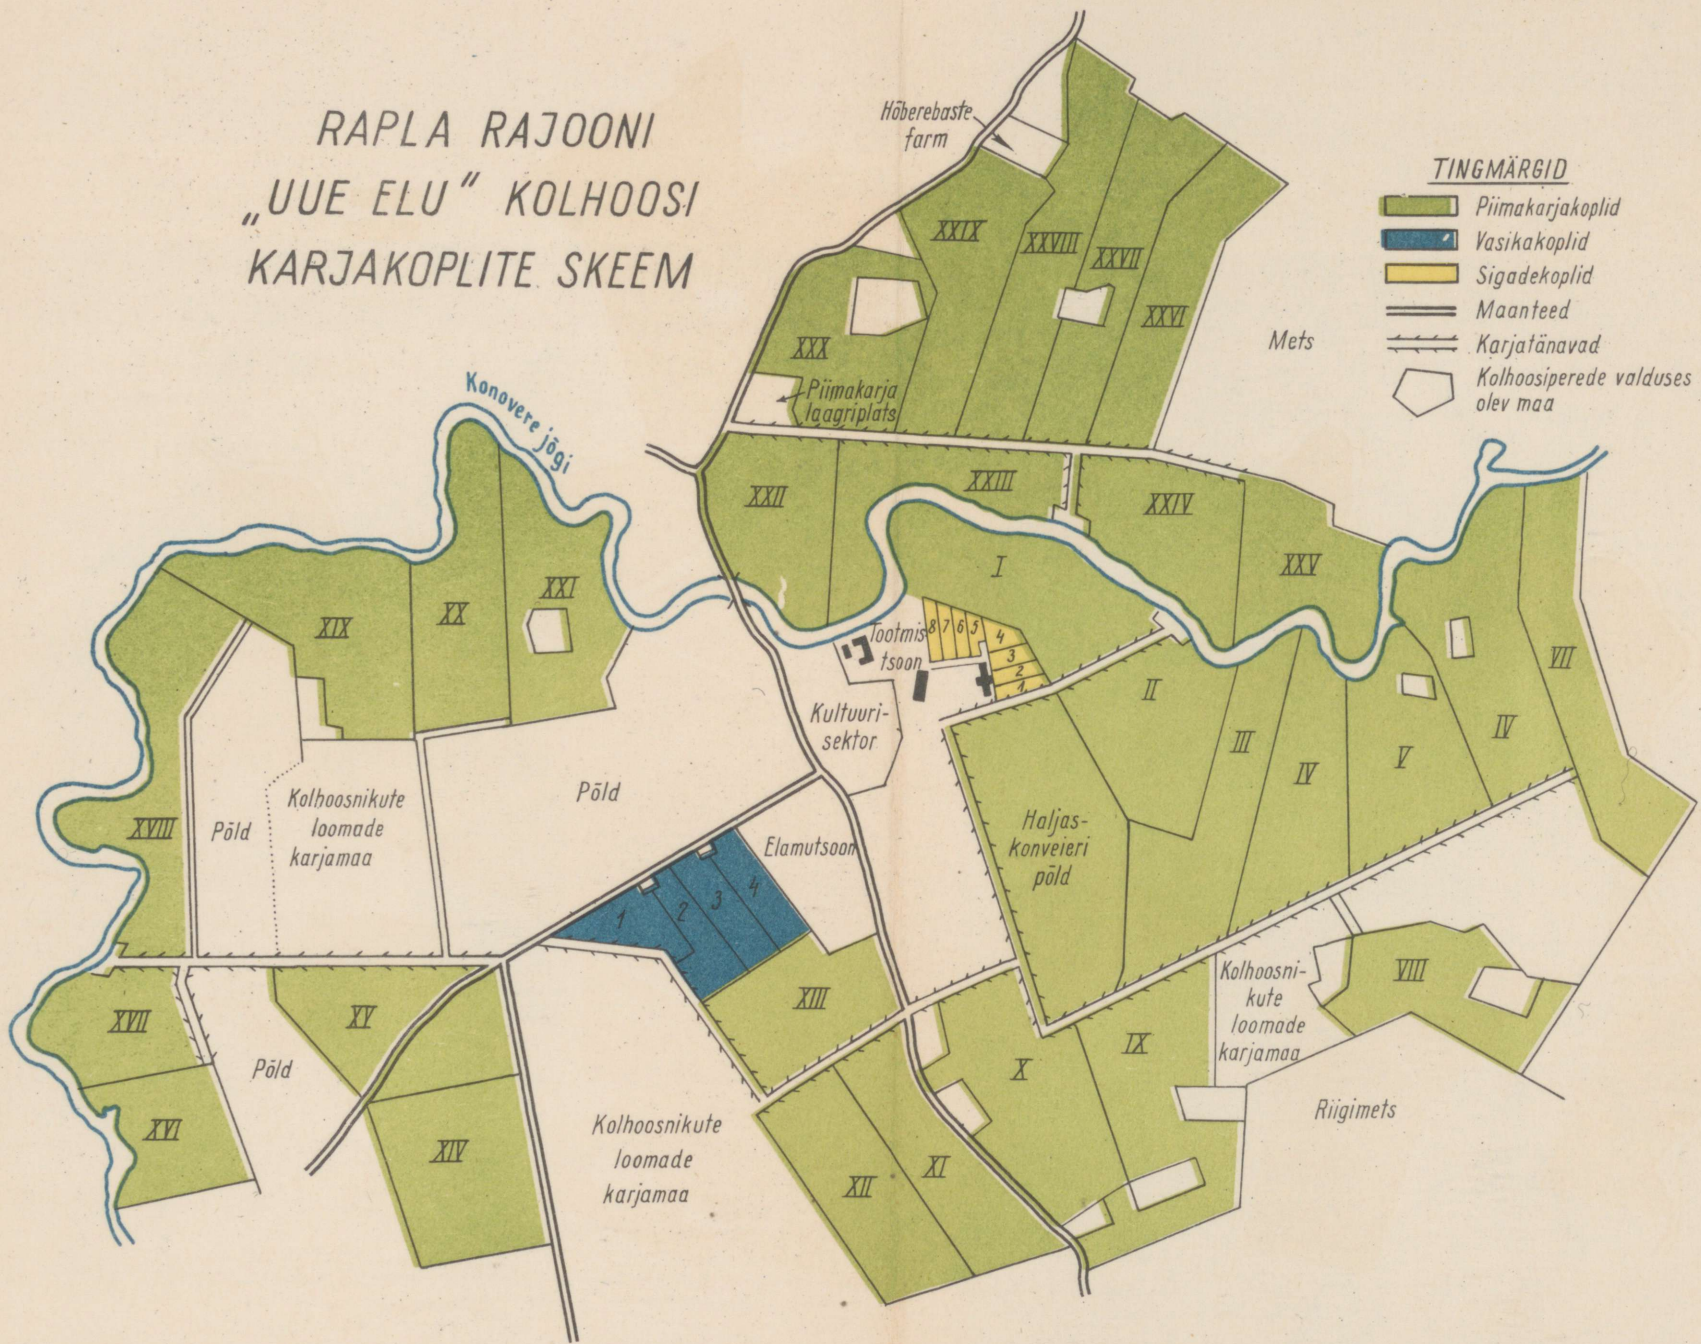 RAPLA RAJOONI
„UUE ELU" KOLHOOSI
KARJAKOPLITE SKEEM
Hõberebaste
farm
TINGMÄRGID
Piimakarjakoplid
Vasikakoplid
Sigadekoplid
Maanteed
Karjatänavad
Kolhoosiperede valduses
olev maa
XXIX
XXVIII
XXVII
XXVI
XXX
Mets
Piimakarja
laagriplats
Konovere jõgi
XXII
XXIII
XXIV
XXV
I
XIX
XX
XXI
Tootmis
tsoon
8
7
6
5
4
3
2
1
II
III
IV
V
IV
VII
Kultuuri-
sektor
XVIII
Põld
Kolhoosnikute
loomade
karjamaa
Põld
Elamutsoon
Haljas-
konveieri
põld
1
2
3
4
XIII
Kolhoosni-
kute
loomade
karjamaa
VIII
XVII
XV
Põld
X
IX
Riigimets
XVI
XIV
Kolhoosnikute
loomade
karjamaa
XII
XI